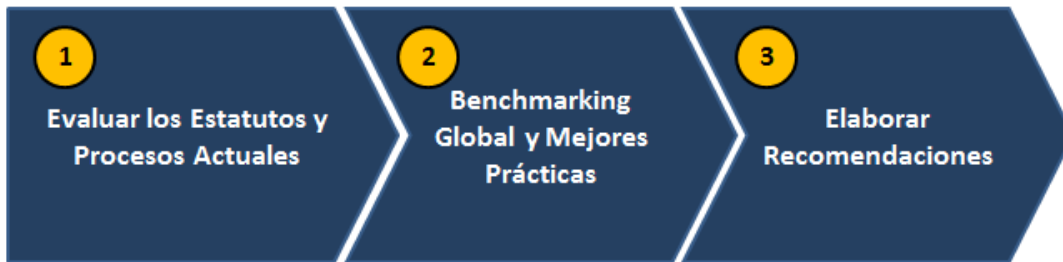 1
Evaluar los Estatutos y
Procesos Actuales
2
Benchmarking
Global y Mejores
Prácticas
3
Elaborar
Recomendaciones